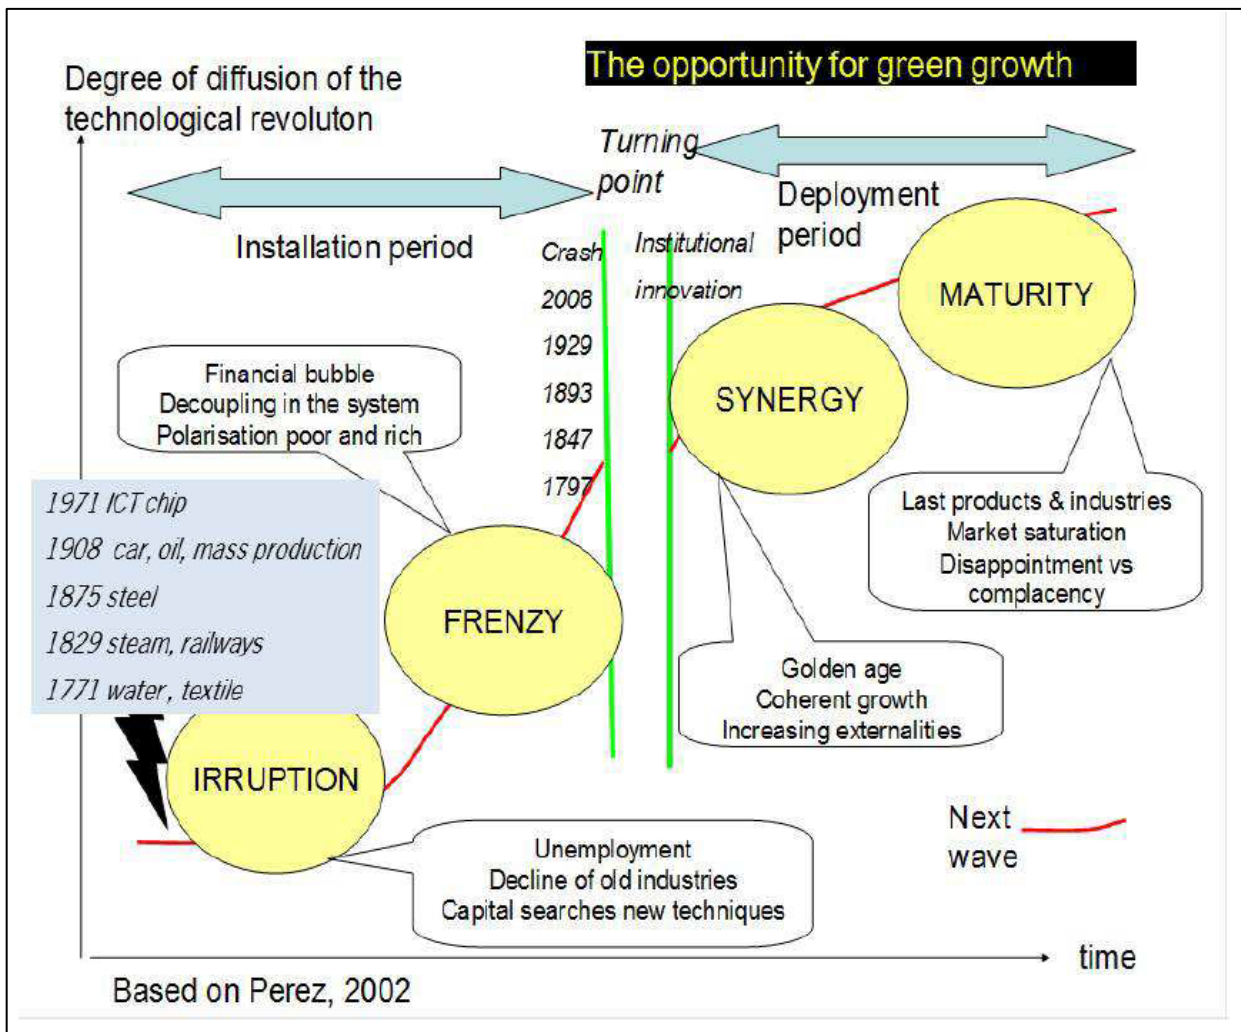 The opportunity for green growth
Degree of diffusion of the
technological revoluton
Turning
point
Installation period
Deployment
period
Crash
2008
1929
1893
1847
1797
Institutional
innovation
MATURITY
SYNERGY
FRENZY
IRRUPTION
Financial bubble
Decoupling in the system
Polarisation poor and rich
1971 ICT chip
1908 car, oil, mass production
1875 steel
1829 steam, railways
1771 water, textile
Last products & industries
Market saturation
Disappointment vs
complacency
Golden age
Coherent growth
Increasing externalities
Unemployment
Decline of old industries
Capital searches new techniques
Next
wave
time
Based on Perez, 2002